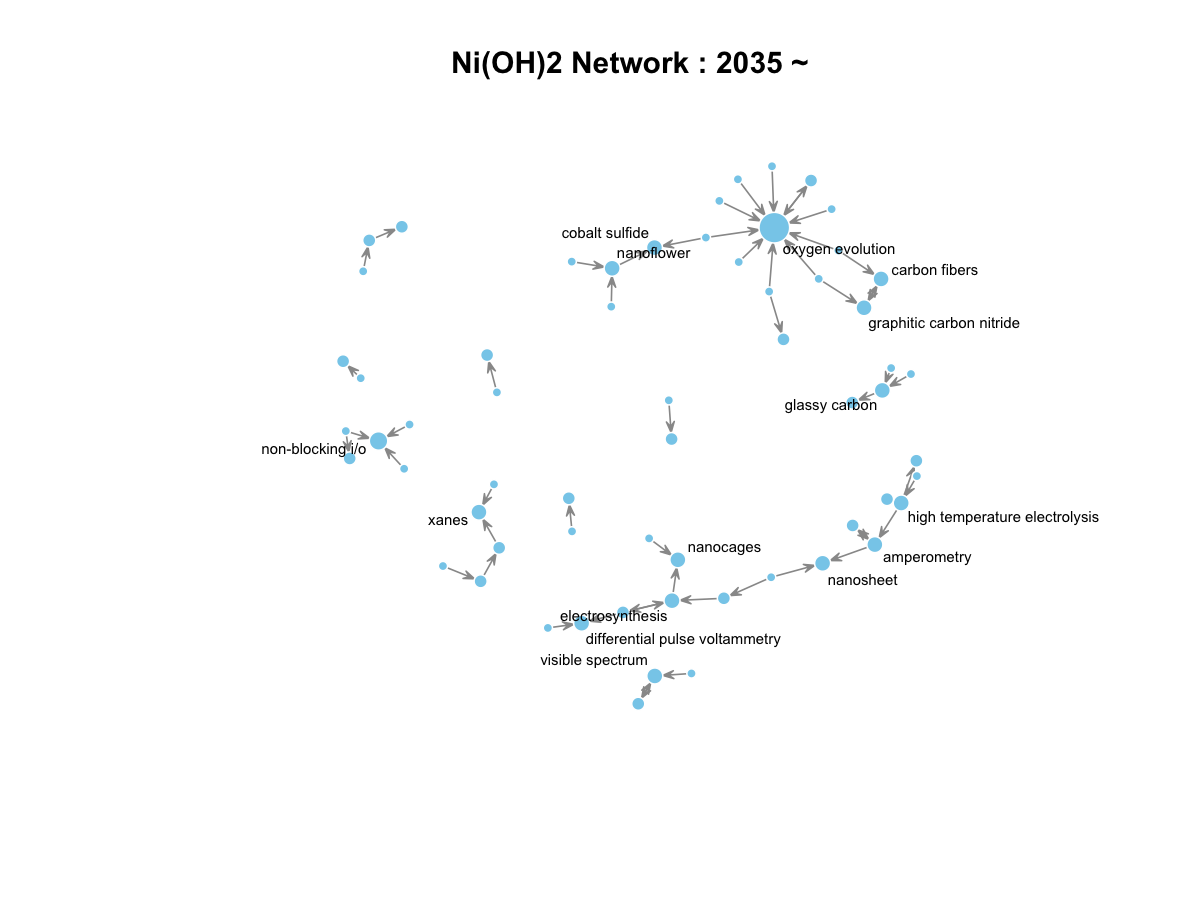 Ni(OH)2 Network : 2035 ~
cobalt sulfide
nanoflower
oxygen evolution
carbon fibers
graphitic carbon nitride
glassy carbon
non-blocking i/o
xanes
high temperature electrolysis
nanocages
amperometry
nanosheet
electrosynthesis
differential pulse voltammetry
visible spectrum